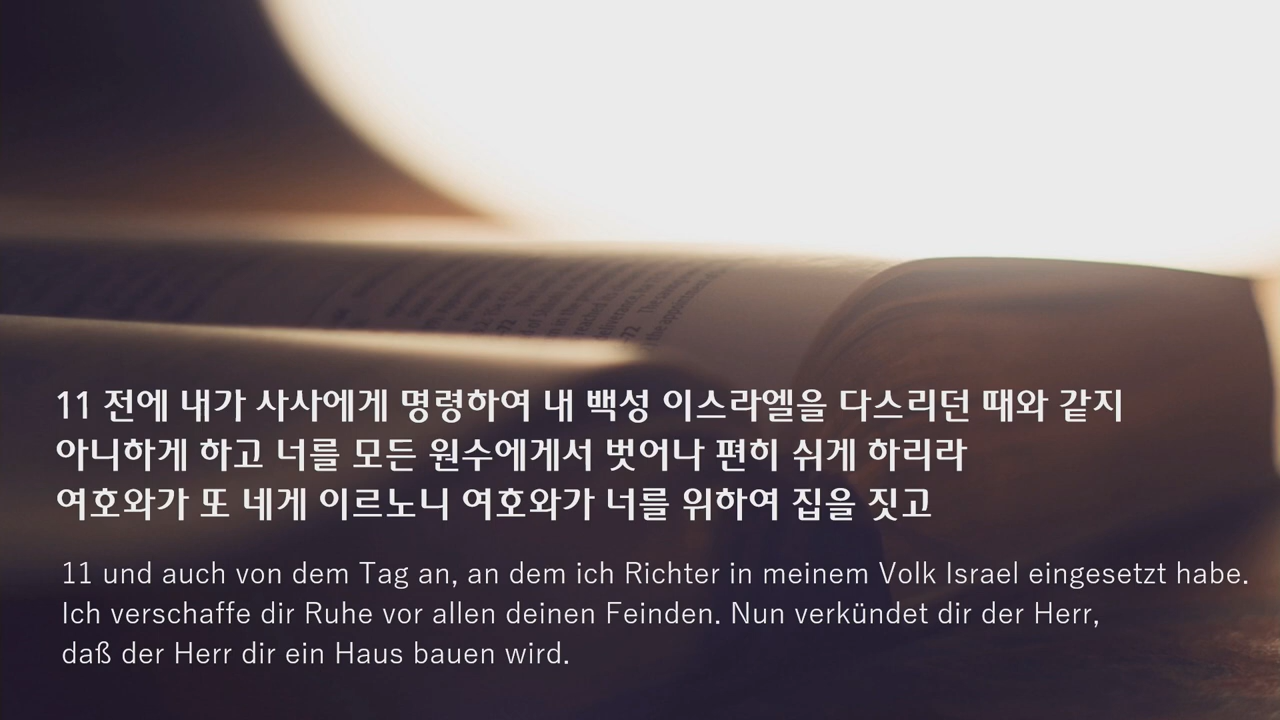 11 전에 내가 사사에게 명령하여 내 백성 이스라엘을 다스리던 때와 같지
아니하게 하고 너를 모든 원수에게서 벗어나 편히 쉬게 하리라
여호와가 또 네게 이르노니 여호와가 너를 위하여 집을 짓고
11 und auch von dem Tag an, an dem ich Richter in meinem Volk Israel eingesetzt habe.
Ich verschaffe dir Ruhe vor allen deinen Feinden. Nun verkündet dir der Herr,
daß der Herr dir ein Haus bauen wird.